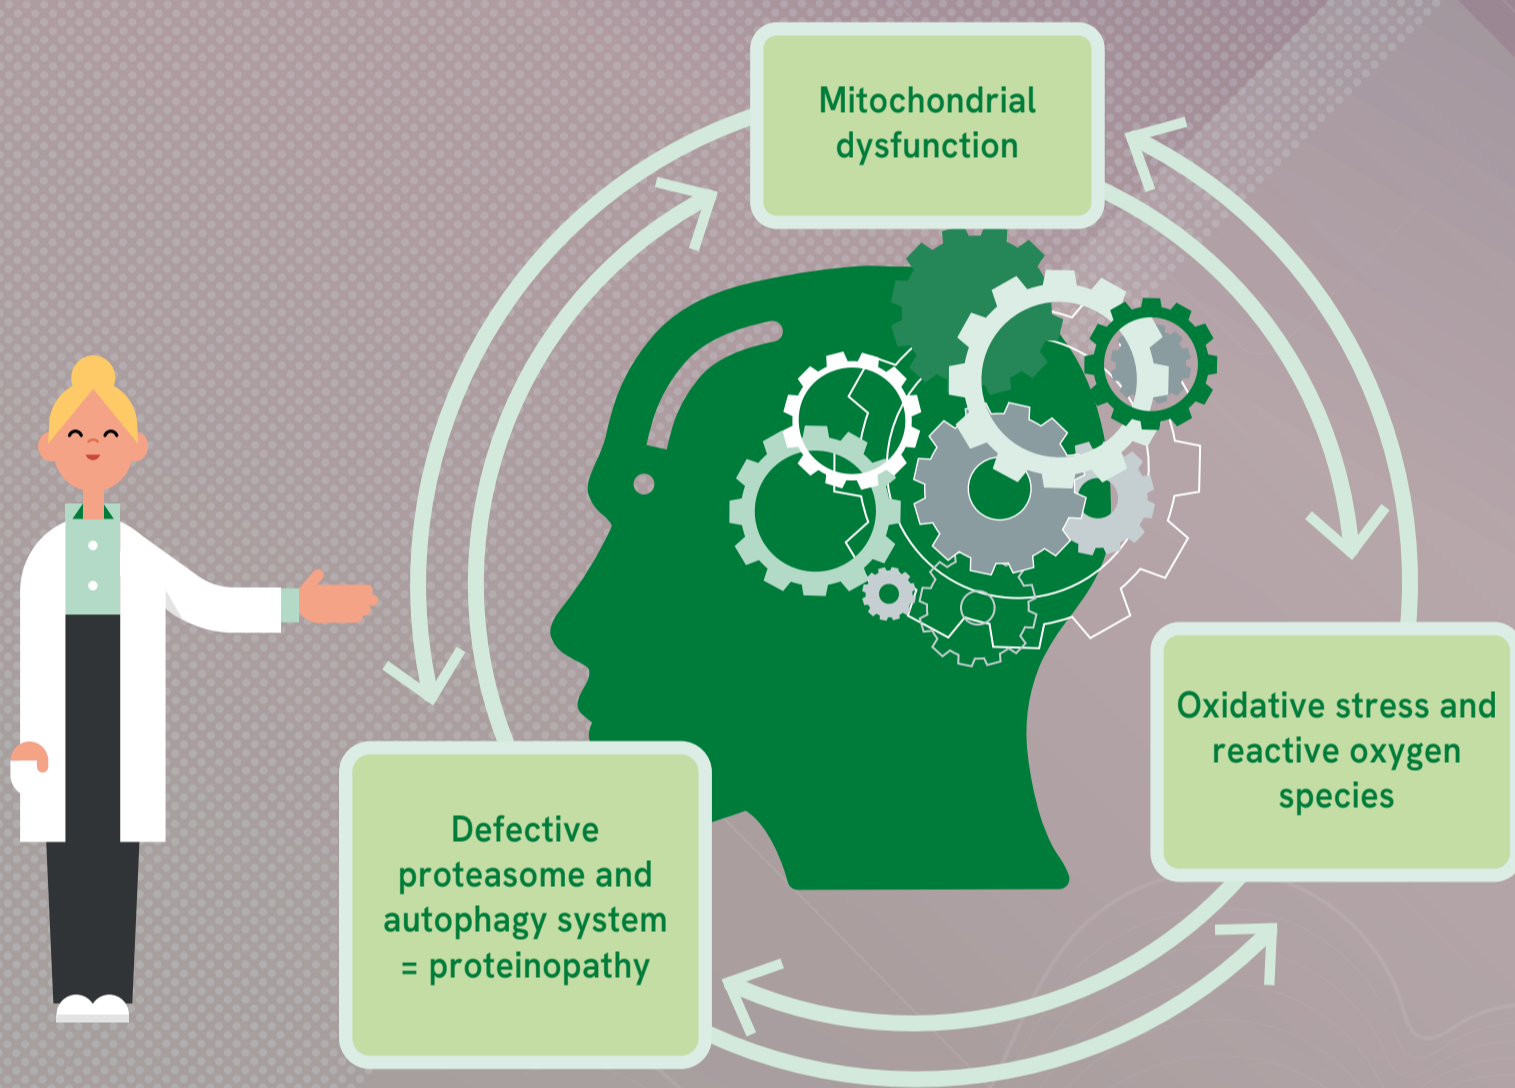 Mitochondrial
dysfunction
Oxidative stress and
reactive oxygen
species
Defective
proteasome and
autophagy system
= proteinopathy